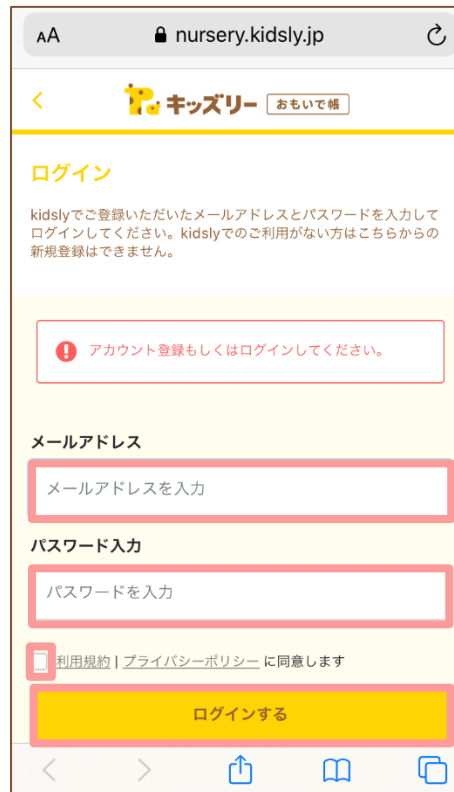 AA nursery.kidsly.jp
キッズリー おもいで帳
ログイン
kidslyでご登録いただいたメールアドレスとパスワードを入力して
ログインしてください。kidslyでのご利用がない方はこちらからの
新規登録はできません。
アカウント登録もしくはログインしてください。
メールアドレス
メールアドレスを入力
パスワード入力
パスワードを入力
利用規約 | プライバシーポリシー に同意します
ログインする